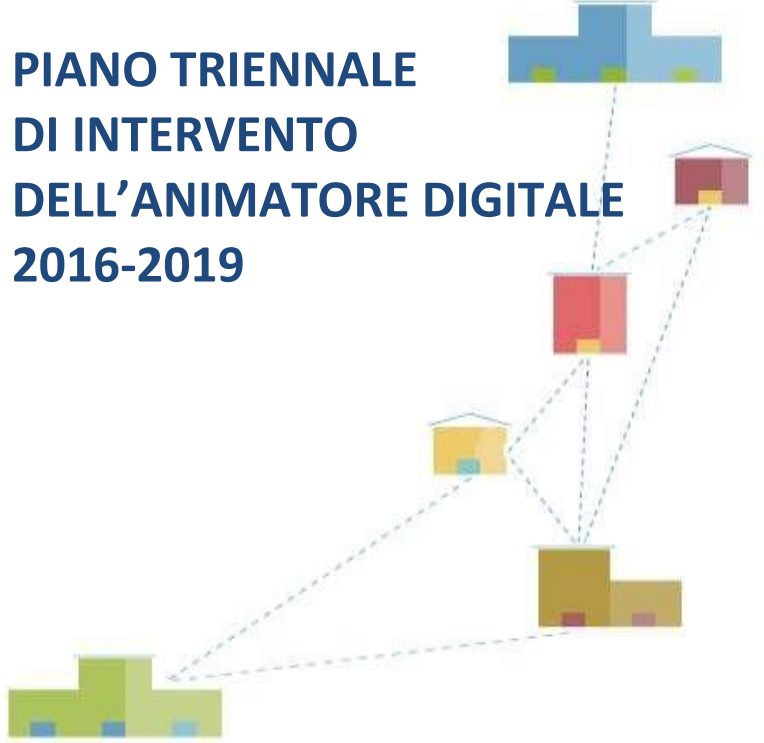 PIANO TRIENNALE
DI INTERVENTO
DELL’ANIMATORE DIGITALE
2016-2019